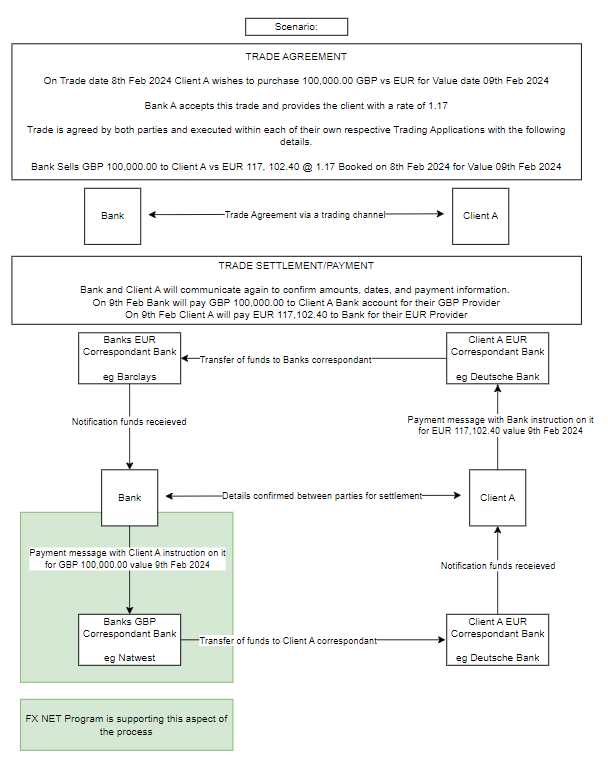 Scenario:
TRADE AGREEMENT
On Trade date 8th Feb 2024 Client A wishes to purchase 100,000.00 GBP vs EUR for Value date 09th Feb 2024
Bank A accepts this trade and provides the client with a rate of 1.17
Trade is agreed by both parties and executed within each of their own respective Trading Applications with the following
details.
Bank Sells GBP 100,000.00 to Client A vs EUR 117, 102.40 @ 1.17 Booked on 8th Feb 2024 for Value 09th Feb 2024
Bank
Trade Agreement via a trading channel
Client A
TRADE SETTLEMENT/PAYMENT
Bank and Client A will communicate again to confirm amounts, dates, and payment information.
On 9th Feb Bank will pay GBP 100,000.00 to Client A Bank account for their GBP Provider
On 9th Feb Client A will pay EUR 117,102.40 to Bank for their EUR Provider
Banks EUR
Correspondant Bank
eg Barclays
Transfer of funds to Banks correspondant
Client A EUR
Correspondant Bank
eg Deutsche Bank
Notification funds receieved
Payment message with Bank instruction on it
for EUR 117,102.40 value 9th Feb 2024
Bank
Details confirmed between parties for settlement
Client A
Payment message with Client A instruction on it
for GBP 100,000.00 value 9th Feb 2024
Notification funds receieved
Banks GBP
Correspondant Bank
eg Natwest
Transfer of funds to Client A correspondant
Client A EUR
Correspondant Bank
eg Deutsche Bank
FX NET Program is supporting this aspect of
the process